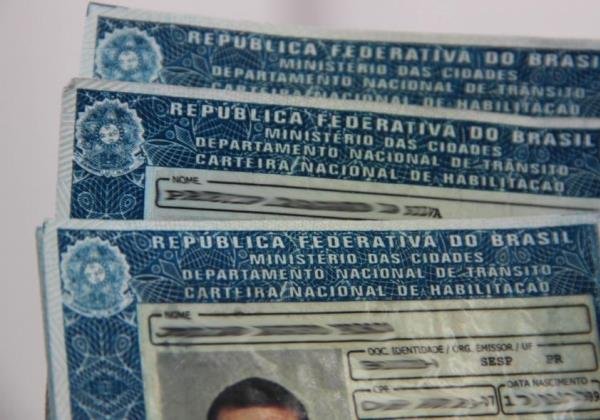 REPÚBLICA FEDERATIVA DO BRASIL
MINISTÉRIO DAS CIDADES
DEPARTAMENTO NACIONAL DE TRÂNSITO
CARTEIRA NACIONAL DE HABILITAÇÃO
REPÚBLICA FEDERATIVA DO BRASIL
MINISTÉRIO DAS CIDADES
DEPARTAMENTO NACIONAL DE TRÂNSITO
CARTEIRA NACIONAL DE HABILITAÇÃO
NOME
REPÚBLICA FEDERATIVA DO BRASIL
MINISTÉRIO DAS CIDADES
DEPARTAMENTO NACIONAL DE TRÂNSITO
CARTEIRA NACIONAL DE HABILITAÇÃO
NOME
DOC. IDENTIDADE / ORG. EMISSOR / UF
SESP PR
CPF DATA NASCIMENTO